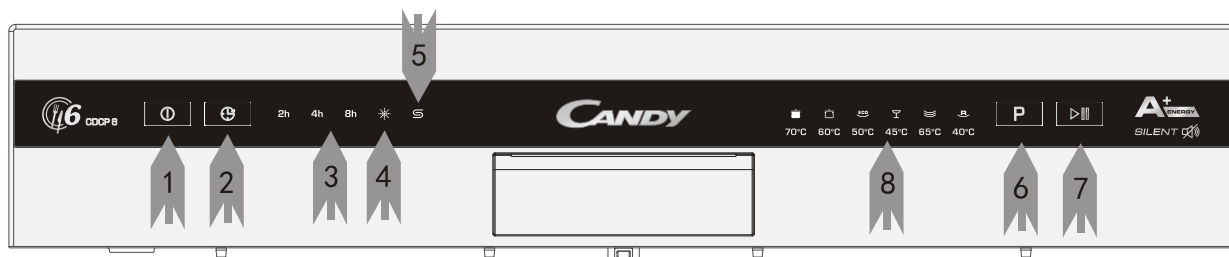 5
6 CDCP 6
2h 4h 8h S
CANDY
70°C 60°C ECO 50°C 45°C 65°C R 40°C
P
A+ ENERGY
SILENT
1 2 3 4 8 6 7